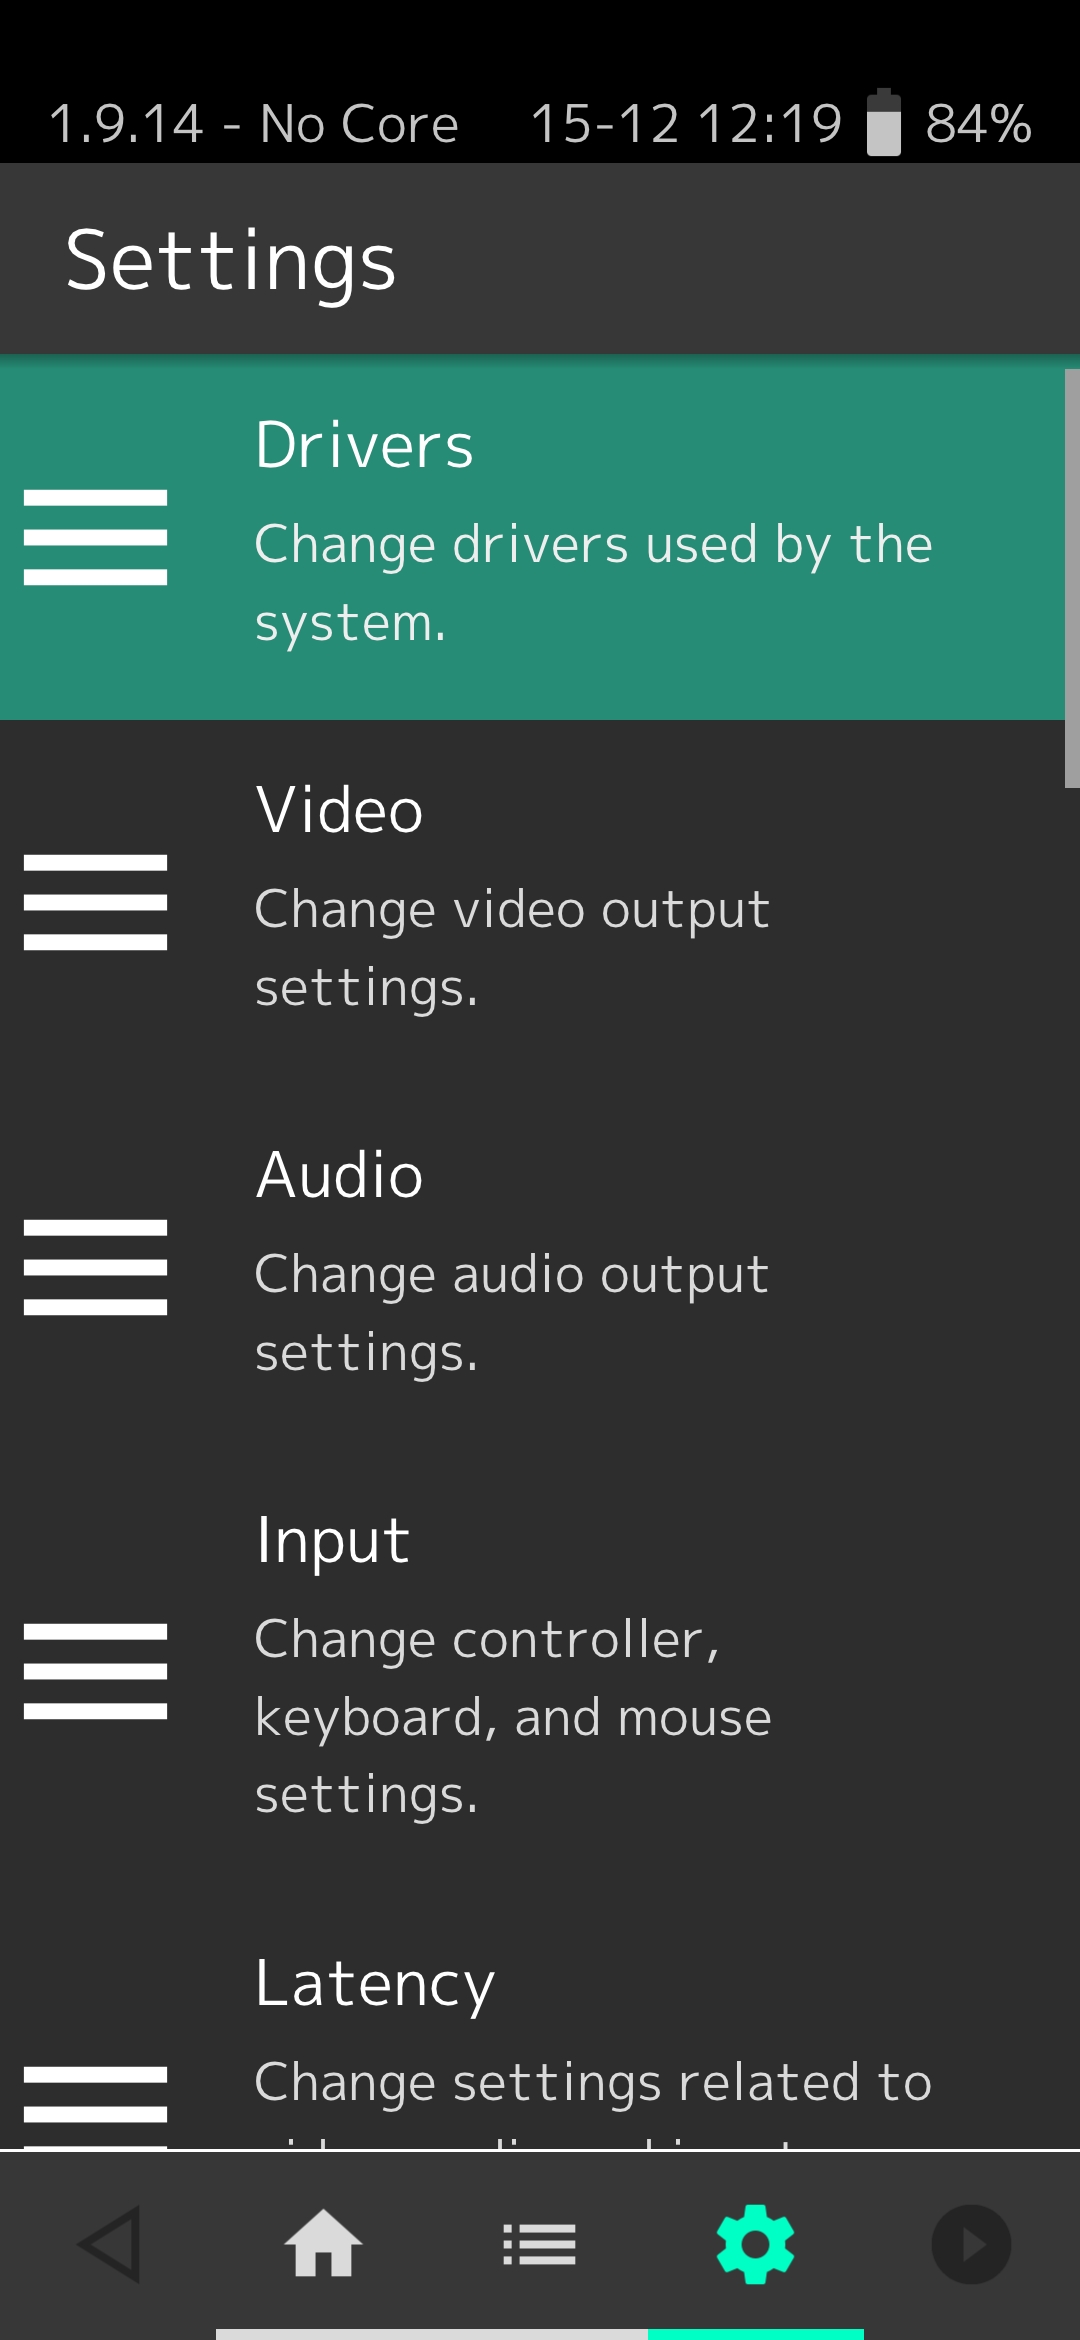 1.9.14 - No Core 15-12 12:19 84%
Settings
Drivers
Change drivers used by the
system.
Video
Change video output
settings.
Audio
Change audio output
settings.
Input
Change controller,
keyboard, and mouse
settings.
Latency
Change settings related to